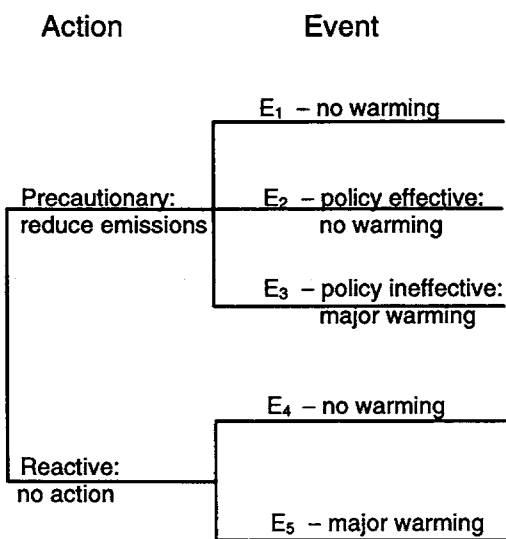 Action Event
E₁ – no warming
Precautionary:
reduce emissions
E₂ – policy effective:
no warming
E₃ – policy ineffective:
major warming
E₄ – no warming
Reactive:
no action
E₅ – major warming